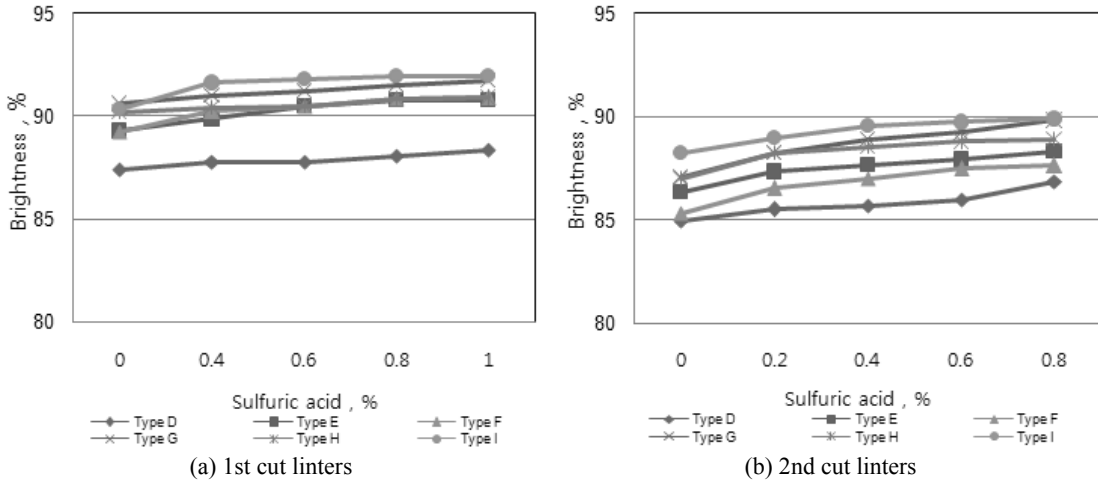 95
90
85
80
Brightness , %
0 0.4 0.6 0.8 1
Sulfuric acid , %
Type D Type E Type F
Type G Type H Type I
(a) 1st cut linters
95
90
85
80
Brightness , %
0 0.2 0.4 0.6 0.8
Sulfuric acid , %
Type D Type E Type F
Type G Type H Type I
(b) 2nd cut linters